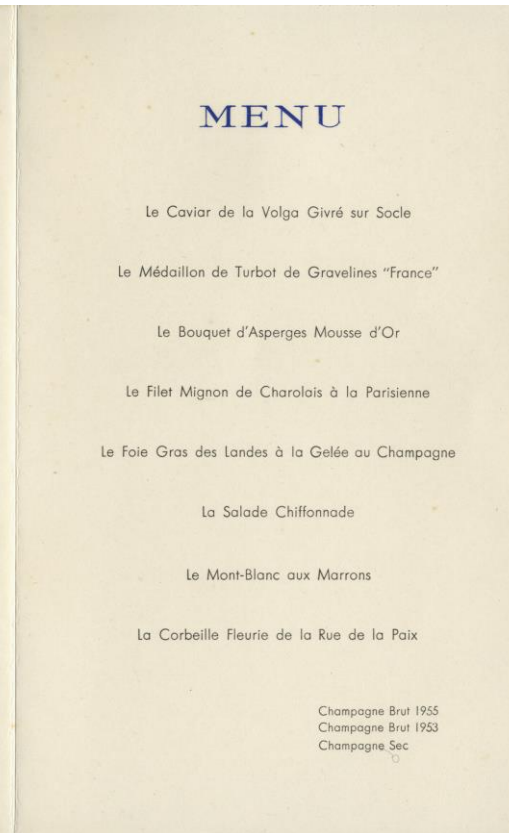 MENU
Le Caviar de la Volga Givré sur Socle
Le Médaillon de Turbot de Gravelines "France"
Le Bouquet d'Asperges Mousse d'Or
Le Filet Mignon de Charolais à la Parisienne
Le Foie Gras des Landes à la Gelée au Champagne
La Salade Chiffonnade
Le Mont-Blanc aux Marrons
La Corbeille Fleurie de la Rue de la Paix
Champagne Brut 1955
Champagne Brut 1953
Champagne Sec